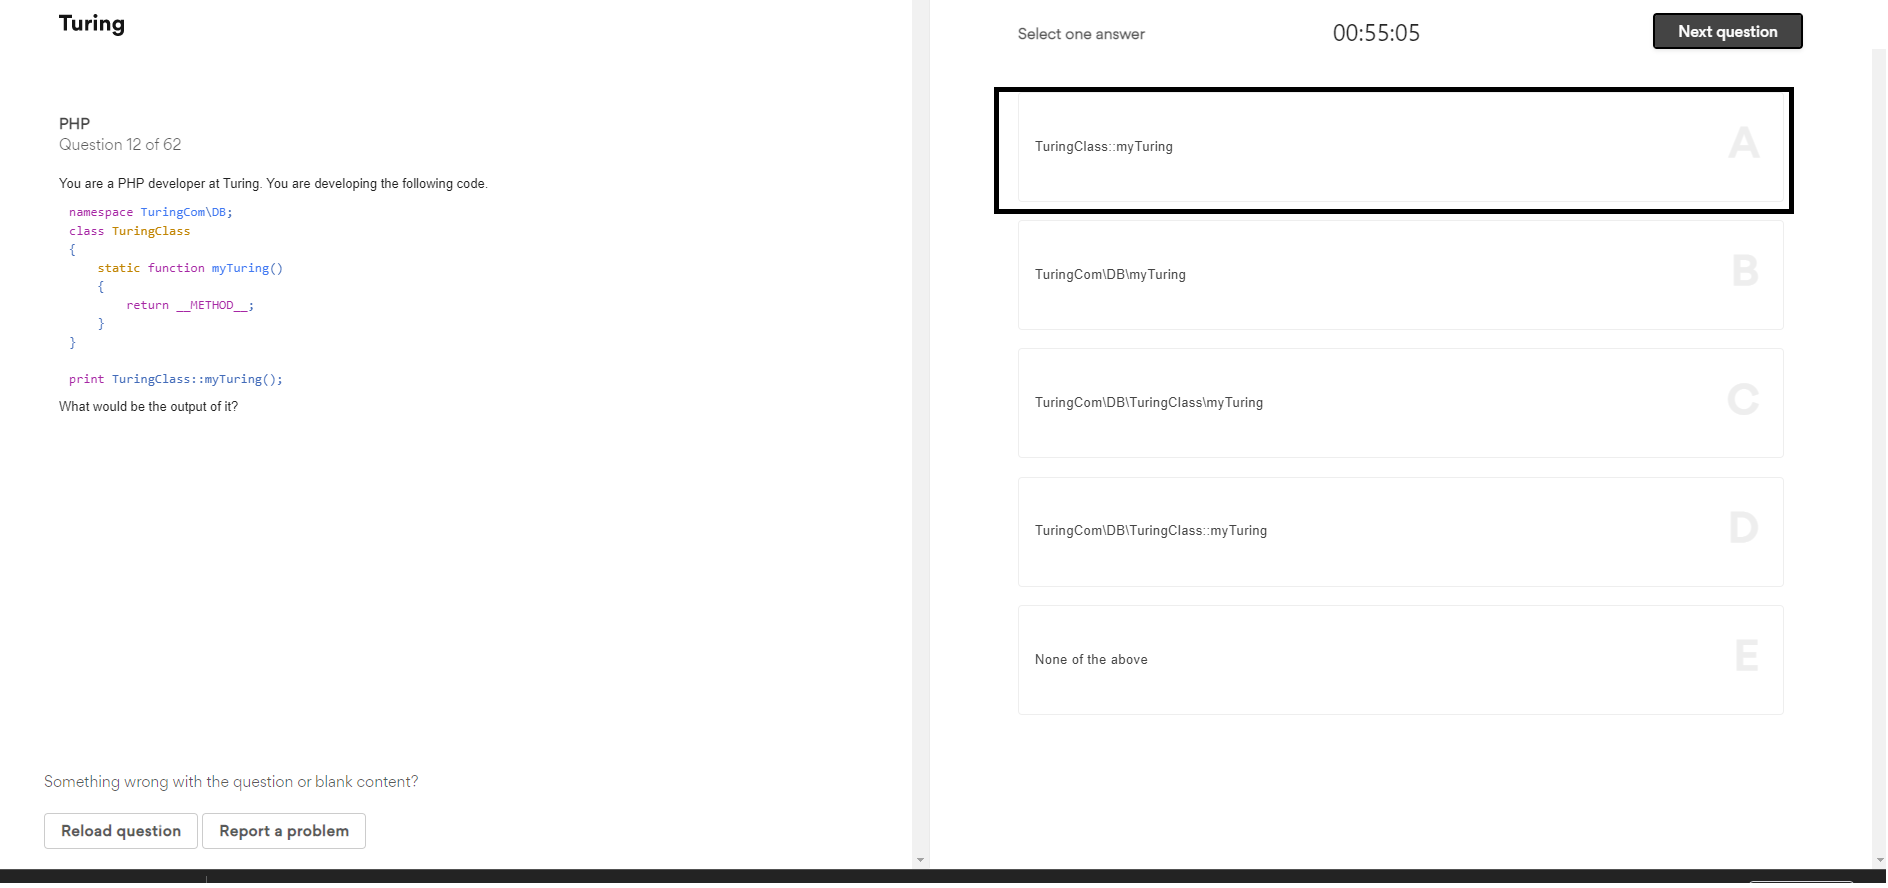 Turing
PHP
Question 12 of 62
You are a PHP developer at Turing. You are developing the following code.
namespace TuringCom\DB;
class TuringClass
{
    static function myTuring()
    {
        return __METHOD__;
    }
}
print TuringClass::myTuring();
What would be the output of it?
Something wrong with the question or blank content?
Reload question
Report a problem
Select one answer
00:55:05
Next question
TuringClass::myTuring
A
TuringCom\DB\myTuring
B
TuringCom\DB\TuringClass\myTuring
C
TuringCom\DB\TuringClass::myTuring
D
None of the above
E